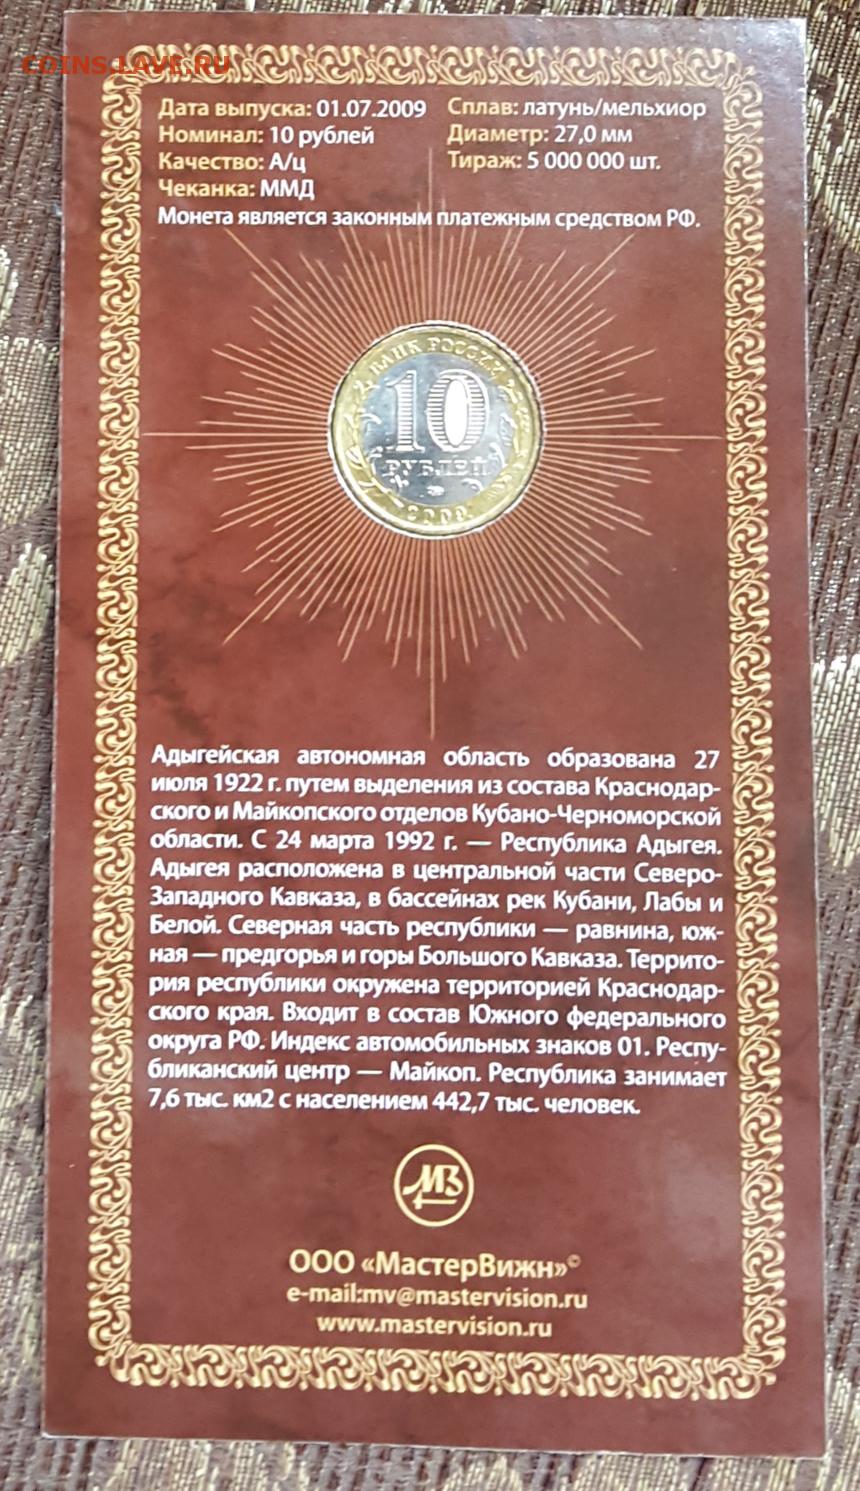 COINS.LAVE.RU
Дата выпуска: 01.07.2009 Сплав: латунь/мельхиор
Номинал: 10 рублей Диаметр: 27,0 мм
Качество: А/ц Тираж: 5 000 000 шт.
Чеканка: ММД
Монета является законным платежным средством РФ.
БАНК РОССИИ
10
РУБЛЕЙ
2009
Адыгейская автономная область образована 27
июля 1922 г. путем выделения из состава Краснодар-
ского и Майкопского отделов Кубано-Черноморской
области. С 24 марта 1992 г. — Республика Адыгея.
Адыгея расположена в центральной части Северо-
Западного Кавказа, в бассейнах рек Кубани, Лабы и
Белой. Северная часть республики — равнина, юж-
ная — предгорья и горы Большого Кавказа. Террито-
рия республики окружена территорией Краснодар-
ского края. Входит в состав Южного федерального
округа РФ. Индекс автомобильных знаков 01. Респу-
бликанский центр — Майкоп. Республика занимает
7,6 тыс. км2 с населением 442,7 тыс. человек.
МВ
ООО «МастерВижн»©
e-mail:mv@mastervision.ru
www.mastervision.ru